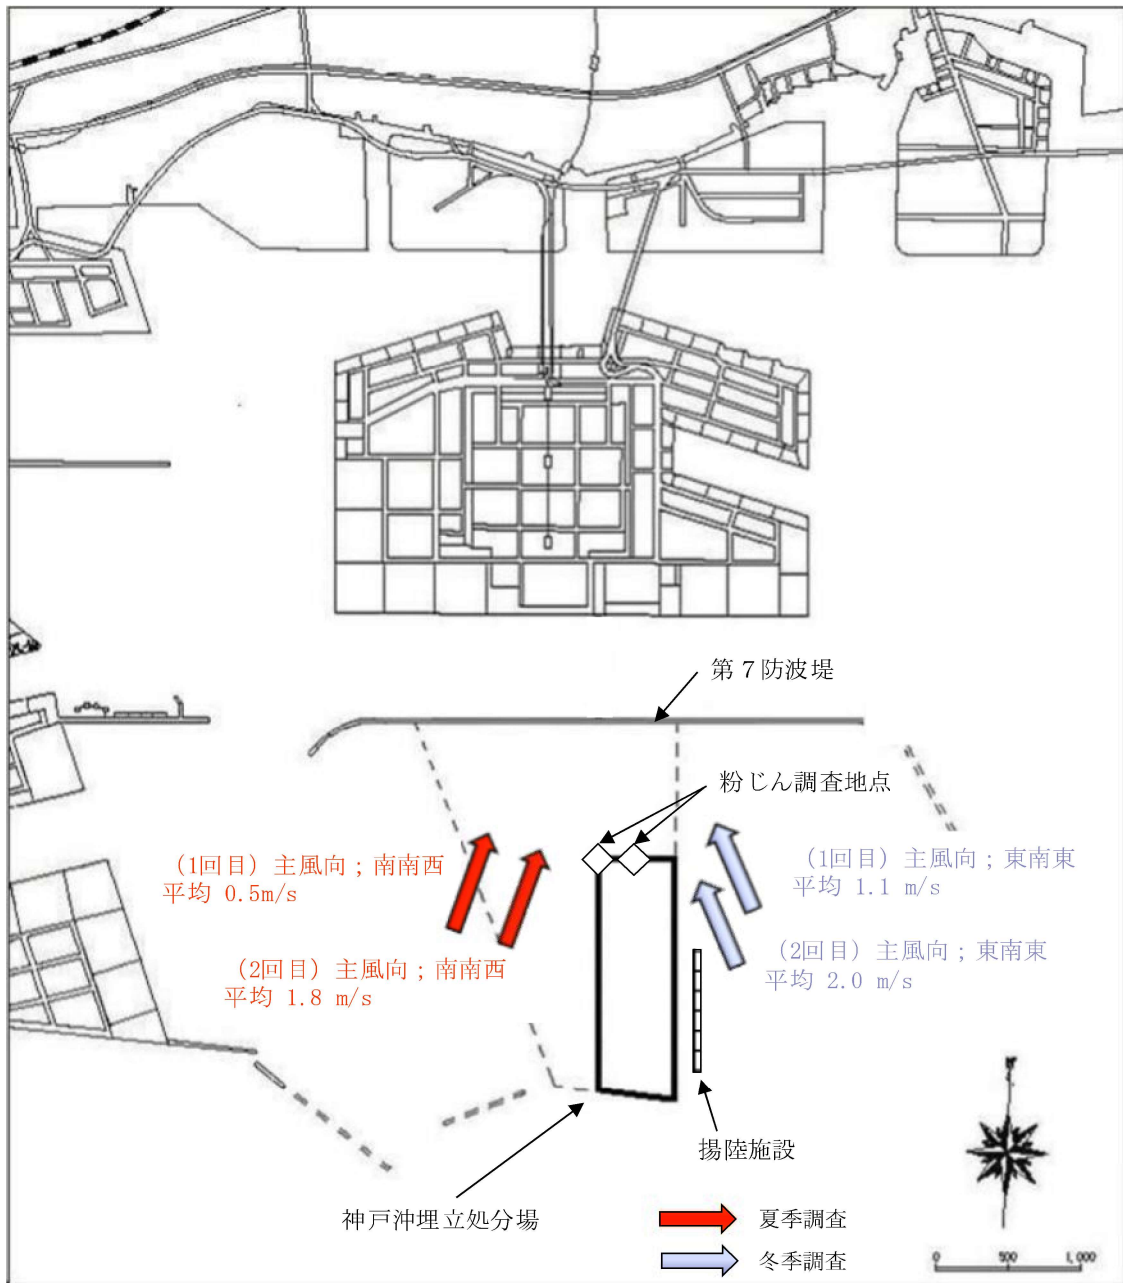 第7防波堤
粉じん調査地点
(1回目) 主風向;南南西
平均 0.5m/s
(2回目) 主風向;南南西
平均 1.8 m/s
(1回目) 主風向;東南東
平均 1.1 m/s
(2回目) 主風向;東南東
平均 2.0 m/s
揚陸施設
神戸沖埋立処分場
夏季調査
冬季調査
0 500 1,000